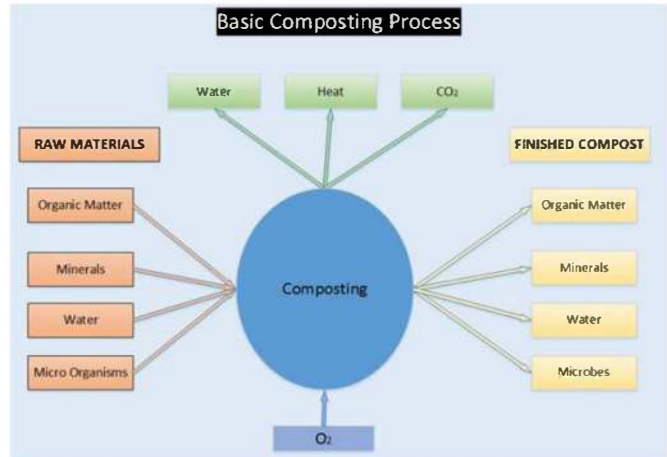 Basic Composting Process
Water
Heat
CO₂
RAW MATERIALS
FINISHED COMPOST
Organic Matter
Organic Matter
Minerals
Minerals
Composting
Water
Water
Micro Organisms
Microbes
O₂